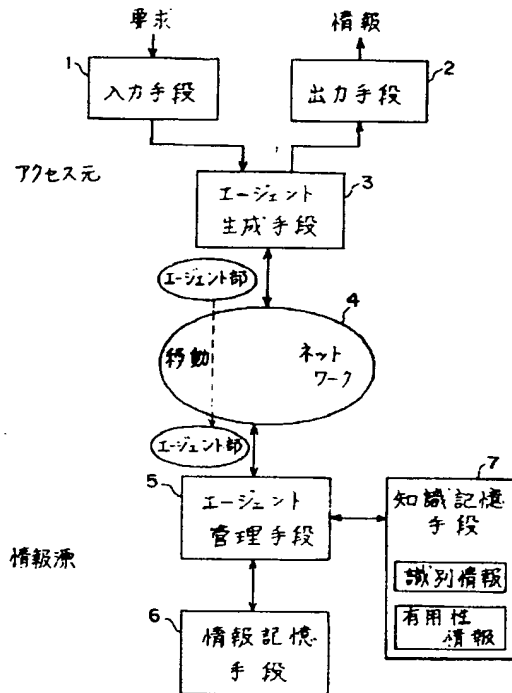 要求
情報
1
入力手段
2
出力手段
アクセス元
エージェント
生成手段
3
エージェント部
4
移動
ネット
ワーク
エージェント部
5
エージェント
管理手段
7
知識記憶
手段
識別情報
有用性
情報
情報源
6
情報記憶
手段